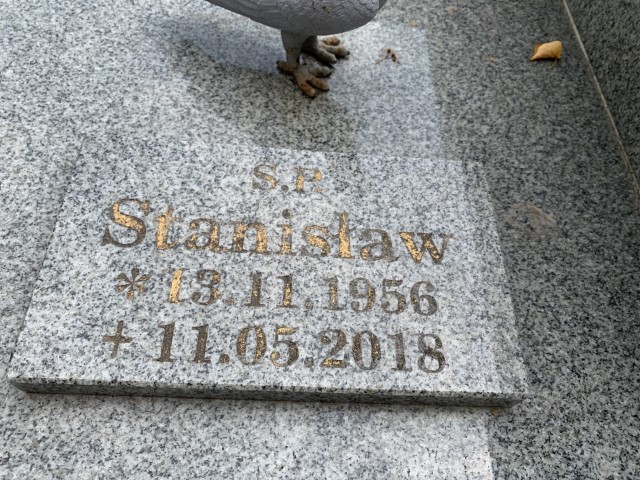 Ś.P.
Stanisław
* 13.11.1956
+ 11.05.2018